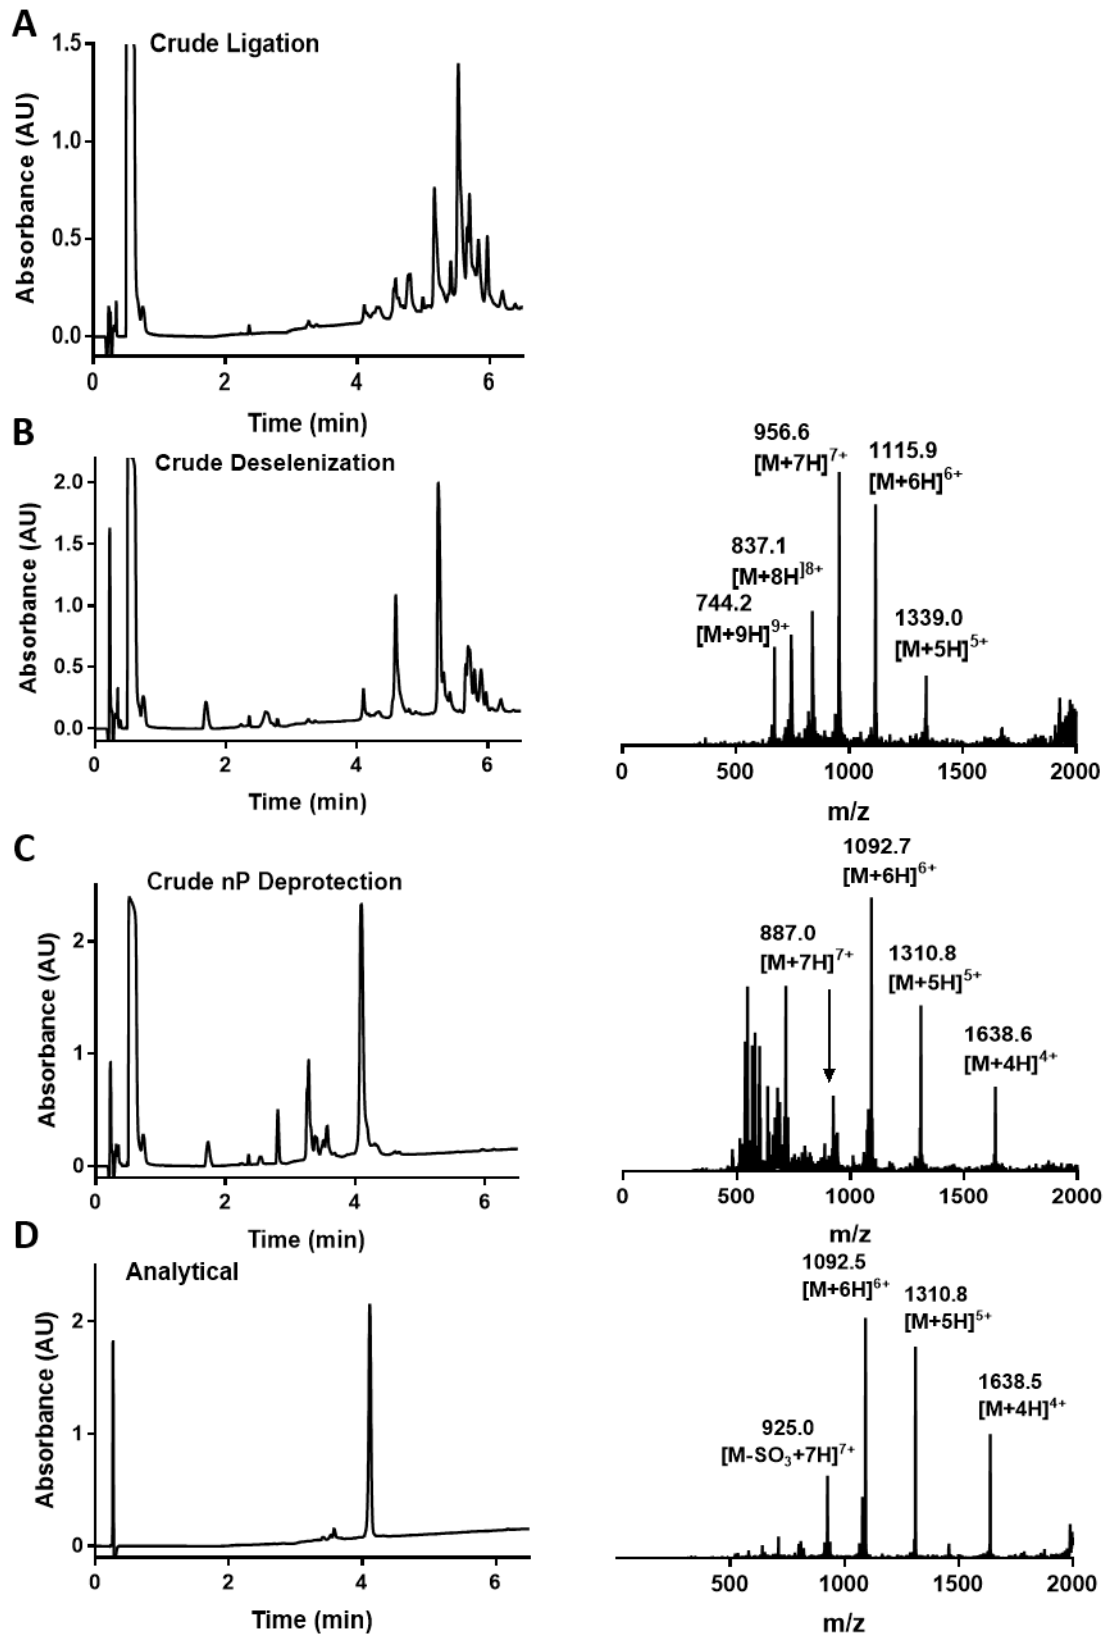 A
Crude Ligation
Absorbance (AU)
1.5
1.0
0.5
0.0
0 2 4 6
Time (min)
B
Crude Deselenization
Absorbance (AU)
2.0
1.5
1.0
0.5
0.0
0 2 4 6
Time (min)
956.6
[M+7H]7+
1115.9
[M+6H]6+
837.1
[M+8H]8+
744.2
[M+9H]9+
1339.0
[M+5H]5+
0 500 1000 1500 2000
m/z
C
Crude nP Deprotection
Absorbance (AU)
2
1
0
0 2 4 6
Time (min)
1092.7
[M+6H]6+
887.0
[M+7H]7+
1310.8
[M+5H]5+
1638.6
[M+4H]4+
0 500 1000 1500 2000
m/z
D
Analytical
Absorbance (AU)
2
1
0
0 2 4 6
Time (min)
1092.5
[M+6H]6+
1310.8
[M+5H]5+
1638.5
[M+4H]4+
925.0
[M-SO3+7H]7+
500 1000 1500 2000
m/z